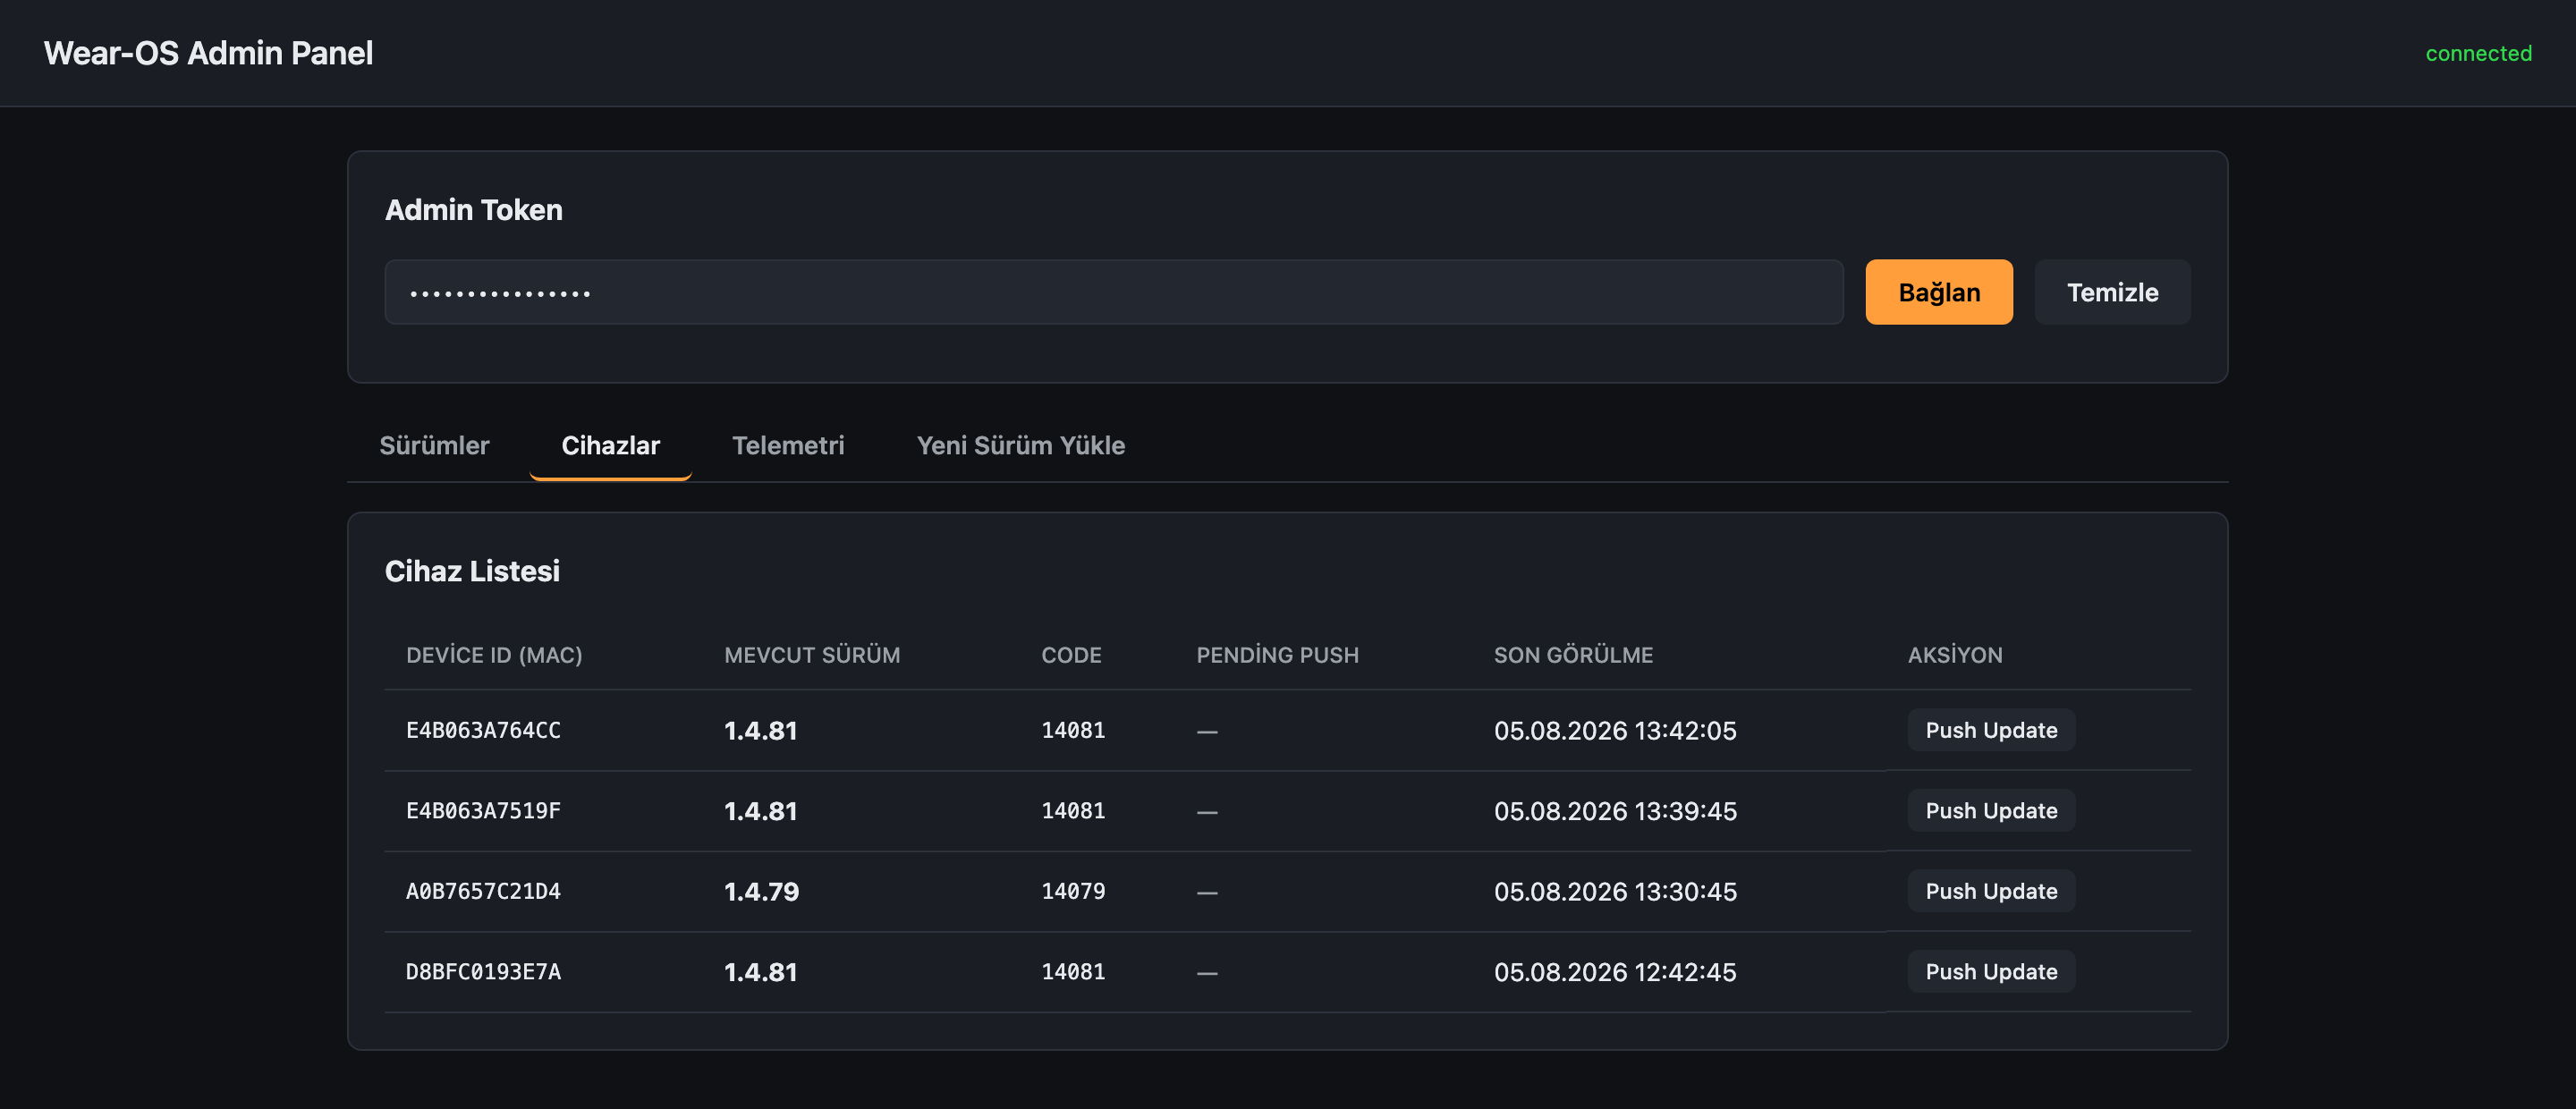 Wear-OS Admin Panel connected
Admin Token
•••••••••••••••• Bağlan Temizle
Sürümler Cihazlar Telemetri Yeni Sürüm Yükle
Cihaz Listesi
DEVİCE ID (MAC) MEVCUT SÜRÜM CODE PENDİNG PUSH SON GÖRÜLME AKSİYON
E4B063A764CC 1.4.81 14081 — 05.08.2026 13:42:05 Push Update
E4B063A7519F 1.4.81 14081 — 05.08.2026 13:39:45 Push Update
A0B7657C21D4 1.4.79 14079 — 05.08.2026 13:30:45 Push Update
D8BFC0193E7A 1.4.81 14081 — 05.08.2026 12:42:45 Push Update